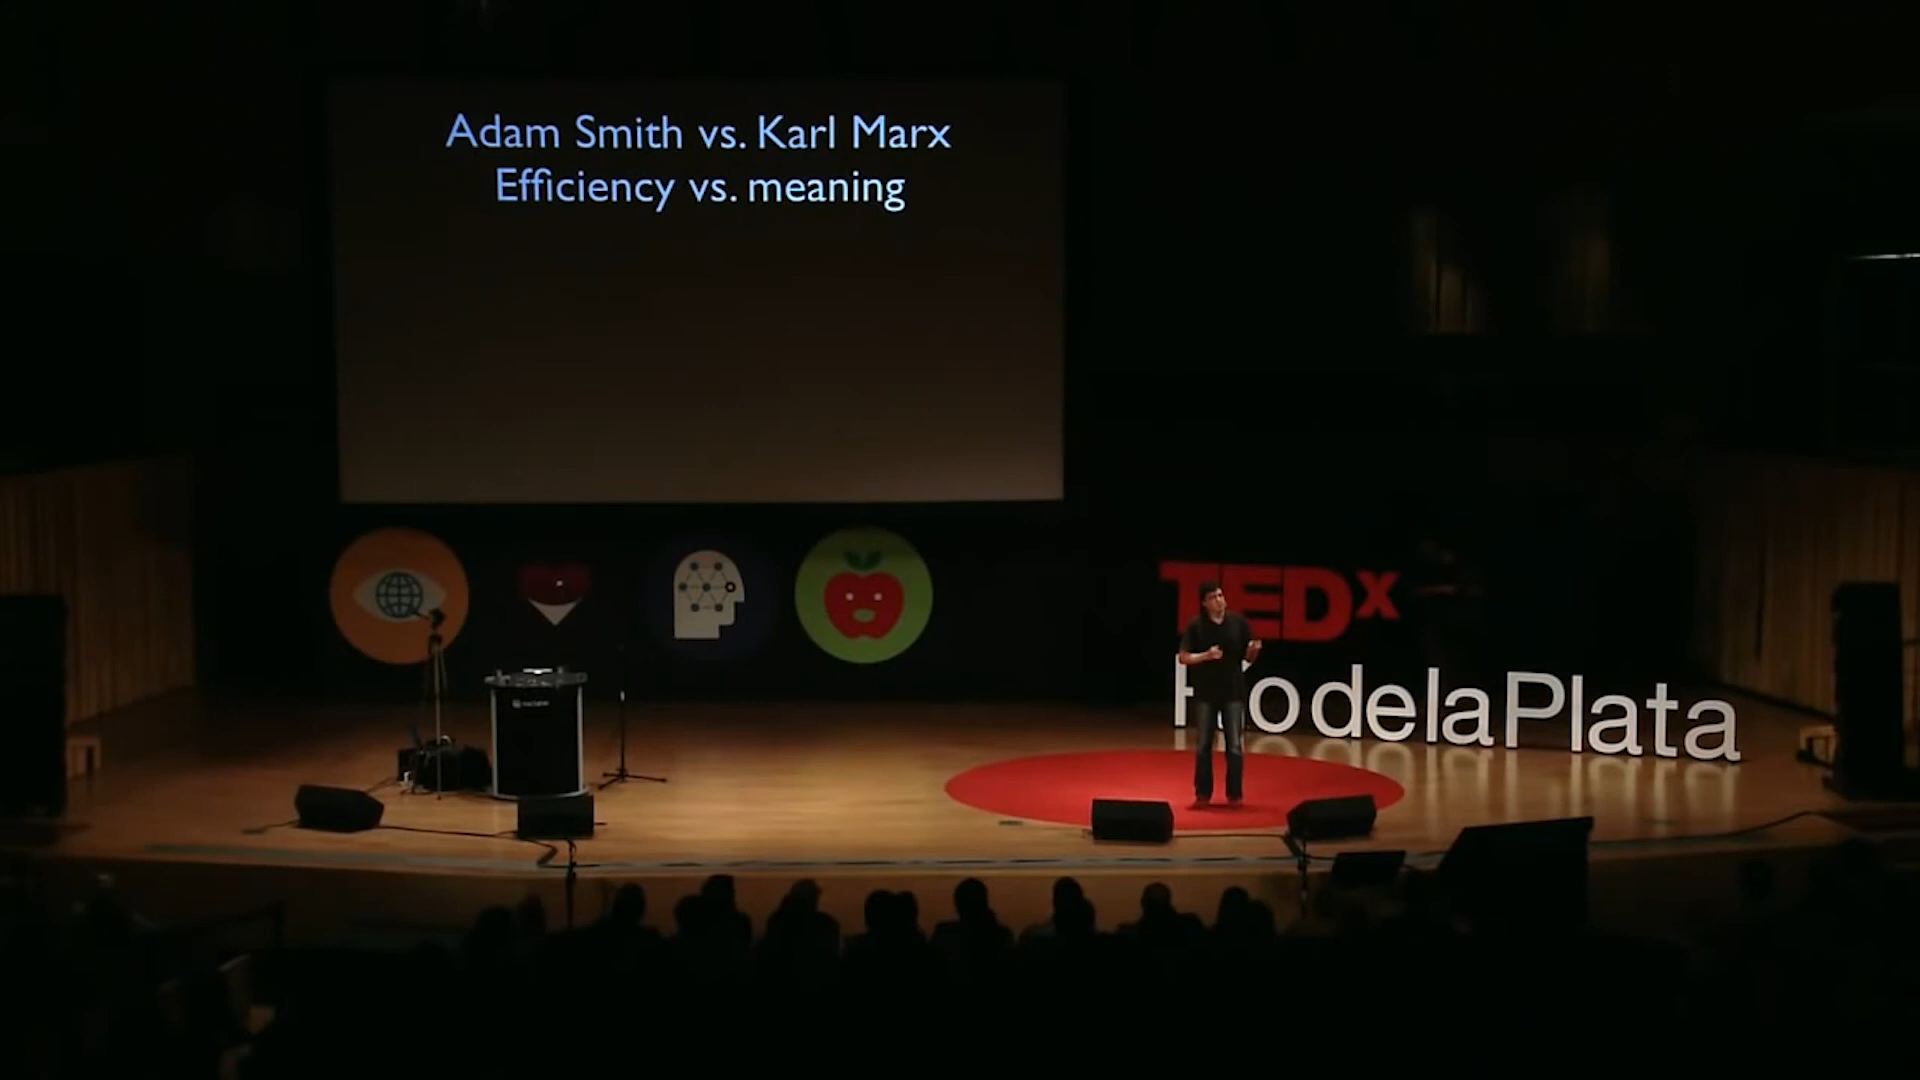 Adam Smith vs. Karl Marx
Efficiency vs. meaning
TEDx
odelaPlata